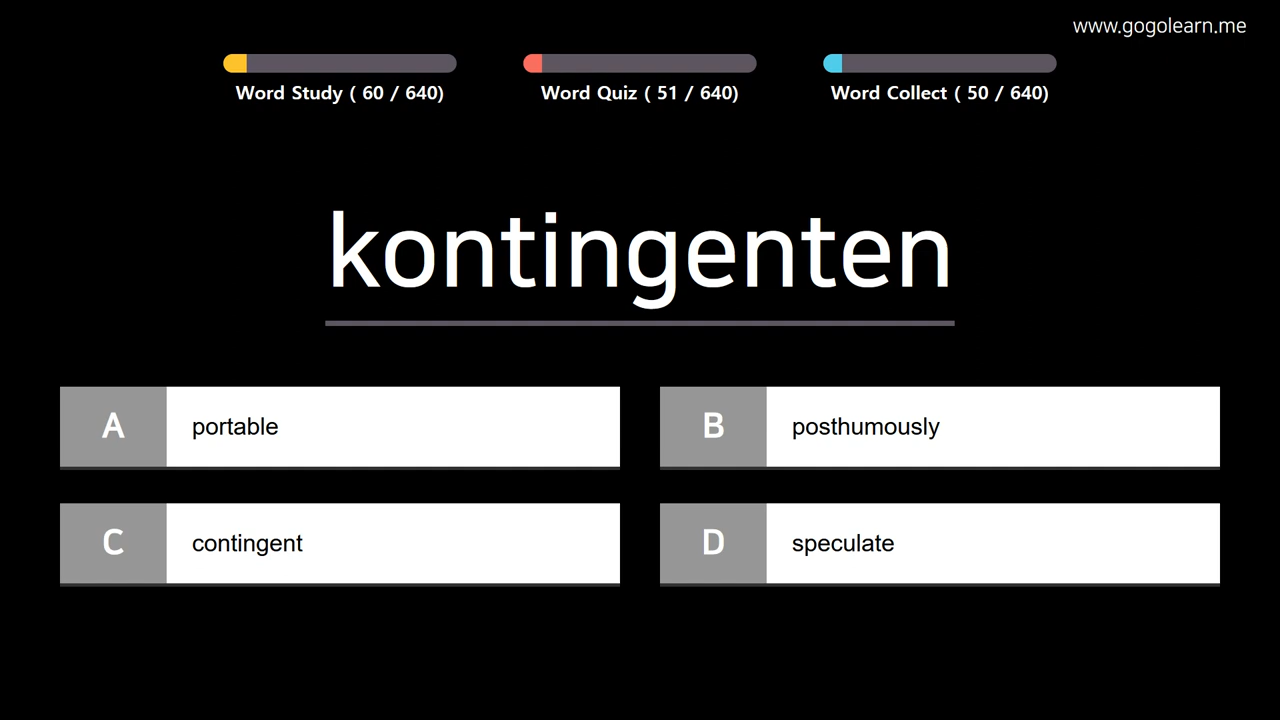 www.gogolearn.me
Word Study ( 60 / 640)
Word Quiz ( 51 / 640)
Word Collect ( 50 / 640)
kontingenten
A portable
B posthumously
C contingent
D speculate